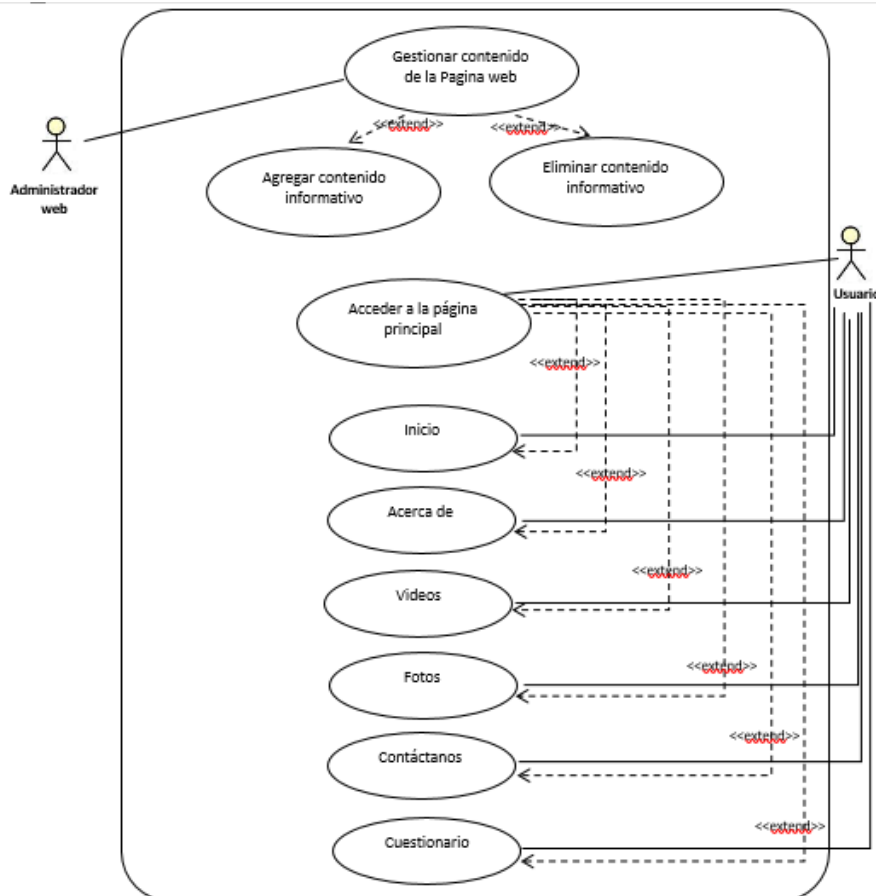 Gestionar contenido
de la Pagina web
<<extend>>
<<extend>>
Administrador
web
Agregar contenido
informativo
Eliminar contenido
informativo
Usuario
Acceder a la página
principal
<<extend>>
Inicio
<<extend>>
Acerca de
<<extend>>
Videos
<<extend>>
Fotos
<<extend>>
Contáctanos
<<extend>>
Cuestionario